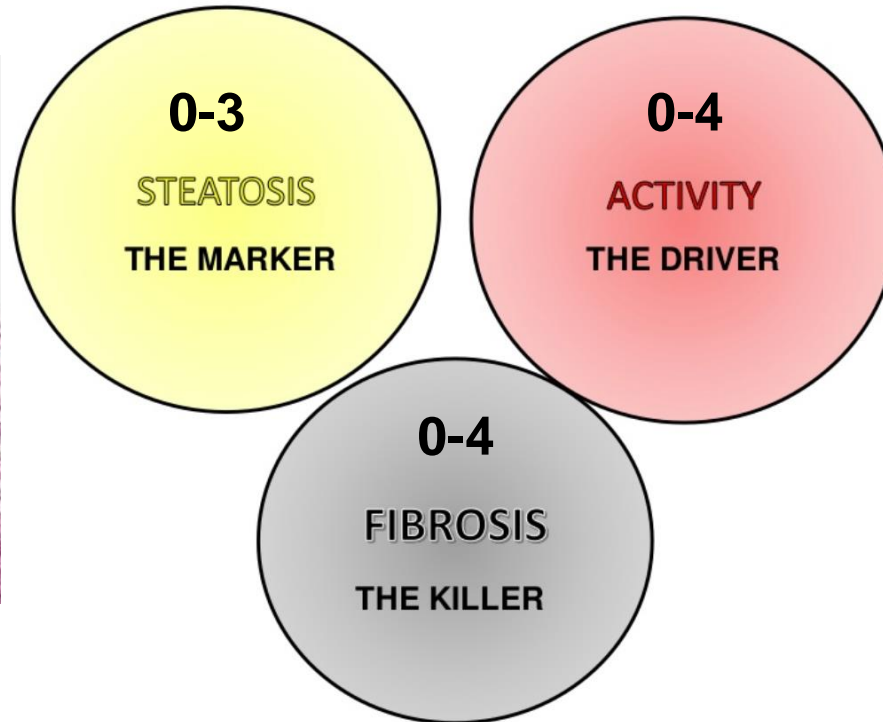 0-3
STEATOSIS
THE MARKER
0-4
ACTIVITY
THE DRIVER
0-4
FIBROSIS
THE KILLER